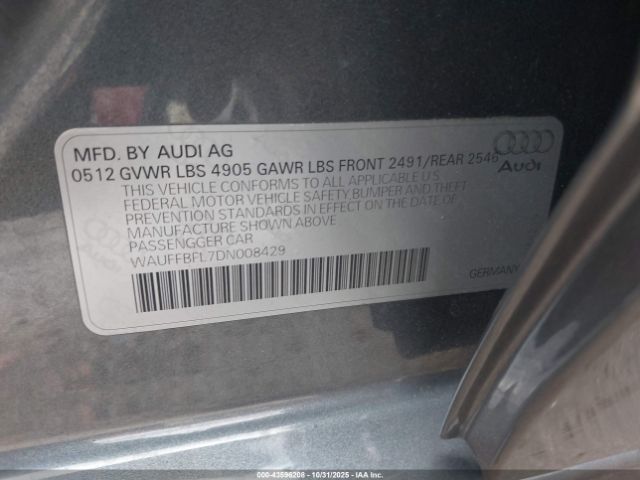 MFD. BY AUDI AG
0512 GVWR LBS 4905 GAWR LBS FRONT 2491/REAR 2546
Audi
THIS VEHICLE CONFORMS TO ALL APPLICABLE U.S.
FEDERAL MOTOR VEHICLE SAFETY, BUMPER AND THEFT
PREVENTION STANDARDS IN EFFECT ON THE DATE OF
MANUFACTURE SHOWN ABOVE
PASSENGGER CAR
WAUFFBFL7DN008429
GERMANY
000-43596208 - 10/31/2025 - IAA, Inc.